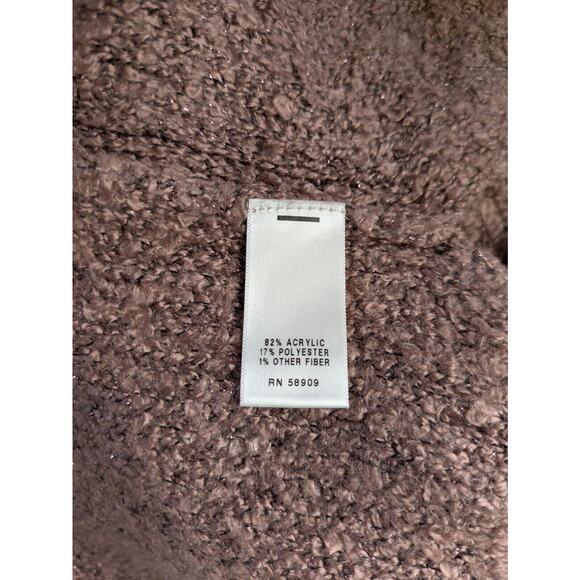 82% ACRYLIC
17% POLYESTER
1% OTHER FIBER
RN 58909